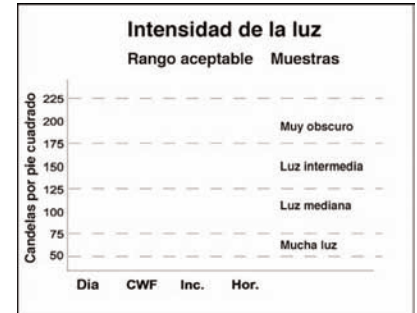 Intensidad de la luz
Rango aceptable Muestras
Candelas por pie cuadrado
225
200
Muy obscuro
175
150
Luz intermedia
125
100
Luz mediana
75
Mucha luz
50
Dia CWF Inc. Hor.